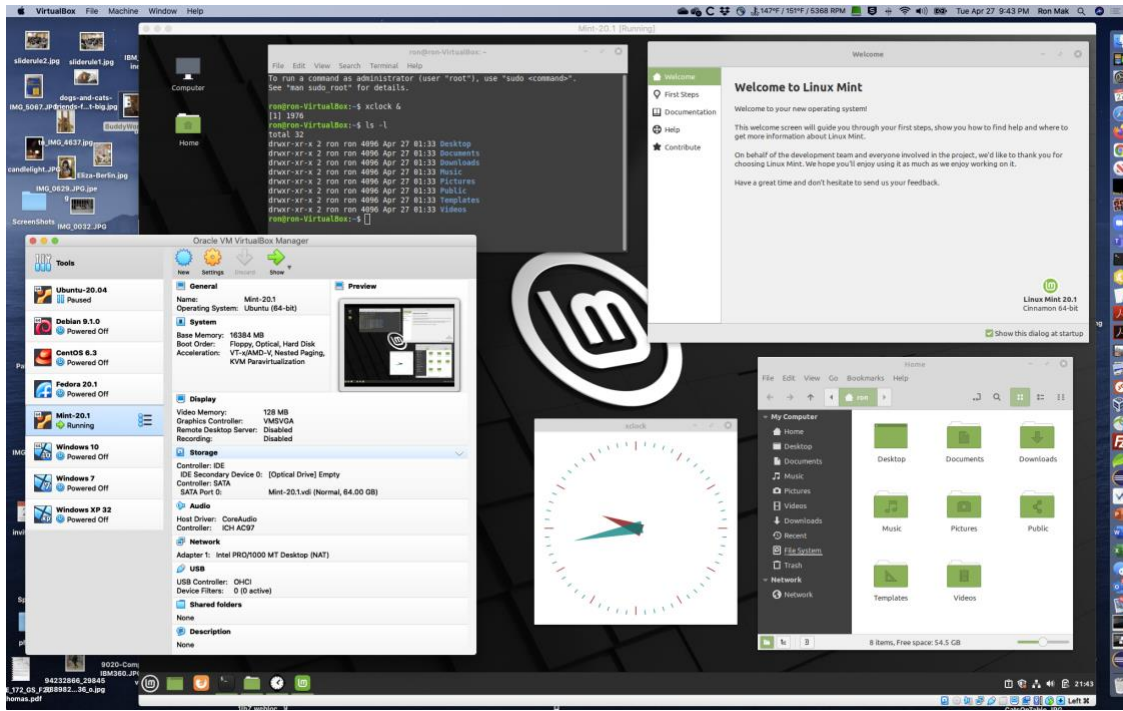 VirtualBox File Machine Window Help
147°F / 151°F / 5368 RPM Tue Apr 27 9:43 PM Ron Mak
Mint-20.1 [Running]
sliderule2.jpg sliderule1.jpg
dogs-and-cats-
BuddyWo
to_IMG_4637.jpg
candlelight.JPG Eliza-Berlin.jpg
IMG_0629.JPG.jpe
g
ScreenShots IMG_0032.JPG
Computer
Home
ron@ron-VirtualBox: ~
File Edit View Search Terminal Help
To run a command as administrator (user "root"), use "sudo <command>".
See "man sudo_root" for details.
ron@ron-VirtualBox:~$ xclock &
[1] 1976
ron@ron-VirtualBox:~$ ls -l
total 32
drwxr-xr-x 2 ron ron 4096 Apr 27 01:33 Desktop
drwxr-xr-x 2 ron ron 4096 Apr 27 01:33 Documents
drwxr-xr-x 2 ron ron 4096 Apr 27 01:33 Downloads
drwxr-xr-x 2 ron ron 4096 Apr 27 01:33 Music
drwxr-xr-x 2 ron ron 4096 Apr 27 01:33 Pictures
drwxr-xr-x 2 ron ron 4096 Apr 27 01:33 Public
drwxr-xr-x 2 ron ron 4096 Apr 27 01:33 Templates
drwxr-xr-x 2 ron ron 4096 Apr 27 01:33 Videos
ron@ron-VirtualBox:~$
Welcome
Welcome
First Steps
Documentation
Help
Contribute
Welcome to Linux Mint
Welcome to your new operating system!
This welcome screen will guide you through your first steps, show you how to find help and where to
get more information about Linux Mint.
On behalf of the development team and everyone involved in the project, we'd like to thank you for
choosing Linux Mint. We hope you'll enjoy using it as much as we enjoy working on it.
Have a great time and don't hesitate to send us your feedback.
Linux Mint 20.1
Cinnamon 64-bit
Show this dialog at startup
Oracle VM VirtualBox Manager
Tools
New Settings Discard Show
Ubuntu-20.04
Paused
Debian 9.1.0
Powered Off
CentOS 6.3
Powered Off
Fedora 20.1
Powered Off
Mint-20.1
Running
Windows 10
Powered Off
Windows 7
Powered Off
Windows XP 32
Powered Off
General
Name: Mint-20.1
Operating System: Ubuntu (64-bit)
System
Base Memory: 16384 MB
Boot Order: Floppy, Optical, Hard Disk
Acceleration: VT-x/AMD-V, Nested Paging,
KVM Paravirtualization
Preview
Display
Video Memory: 128 MB
Graphics Controller: VMSVGA
Remote Desktop Server: Disabled
Recording: Disabled
Storage
Controller: IDE
IDE Secondary Device 0: [Optical Drive] Empty
Controller: SATA
SATA Port 0: Mint-20.1.vdi (Normal, 64.00 GB)
Audio
Host Driver: CoreAudio
Controller: ICH AC97
Network
Adapter 1: Intel PRO/1000 MT Desktop (NAT)
USB
USB Controller: OHCI
Device Filters: 0 (0 active)
Shared folders
None
Description
None
xclock
Home
File Edit View Go Bookmarks Help
ron
My Computer
Home
Desktop
Documents
Music
Pictures
Videos
Downloads
Recent
File System
Trash
Network
Network
Desktop Documents Downloads
Music Pictures Public
Templates Videos
8 items, Free space: 54.5 GB
21:43
Left ⌘
9020-Com
IBM360.JP
94232866_29845